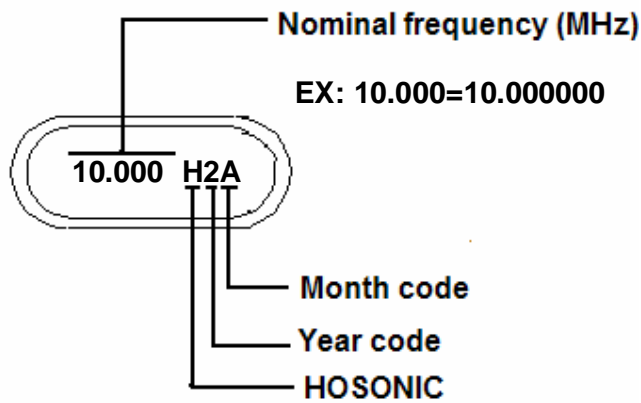 Nominal frequency (MHz)
EX: 10.000=10.000000
10.000 H2A
Month code
Year code
HOSONIC